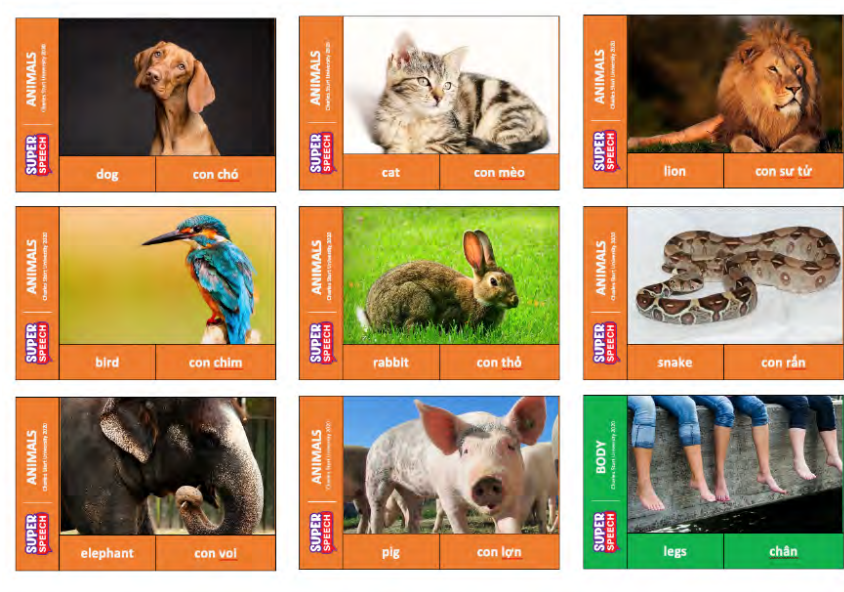 ANIMALS
Charles Sturt University 2020
SUPER
SPEECH
dog
con chó
ANIMALS
Charles Sturt University 2020
SUPER
SPEECH
cat
con mèo
ANIMALS
Charles Sturt University 2020
SUPER
SPEECH
lion
con sư tử
ANIMALS
Charles Sturt University 2020
SUPER
SPEECH
bird
con chim
ANIMALS
Charles Sturt University 2020
SUPER
SPEECH
rabbit
con thỏ
ANIMALS
Charles Sturt University 2020
SUPER
SPEECH
snake
con rắn
ANIMALS
Charles Sturt University 2020
SUPER
SPEECH
elephant
con voi
ANIMALS
Charles Sturt University 2020
SUPER
SPEECH
pig
con lợn
BODY
Charles Sturt University 2020
SUPER
SPEECH
legs
chân